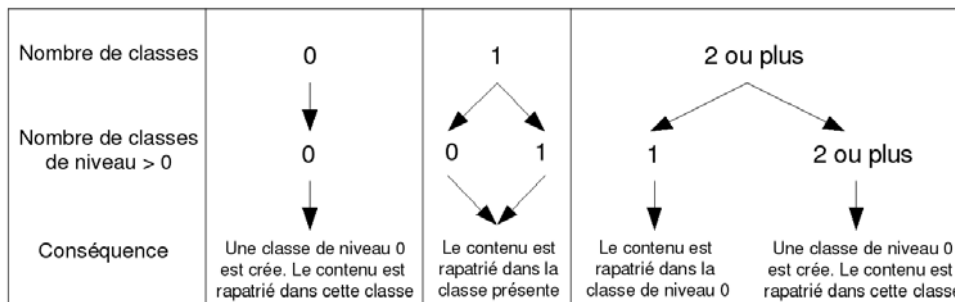 Nombre de classes
0
1
2 ou plus
Nombre de classes
de niveau > 0
0
0
1
1
2 ou plus
Conséquence
Une classe de niveau 0
est crée. Le contenu est
rapatrié dans cette classe
Le contenu est
rapatrié dans la
classe présente
Le contenu est
rapatrié dans la
classe de niveau 0
Une classe de niveau 0
est crée. Le contenu est
rapatrié dans cette classe